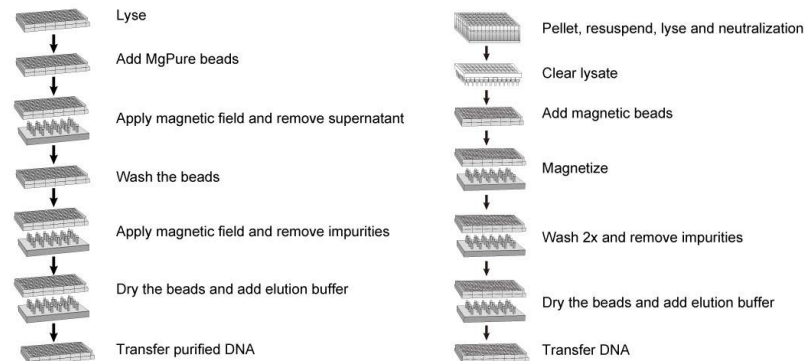 Lyse
Add MgPure beads
Apply magnetic field and remove supernatant
Wash the beads
Apply magnetic field and remove impurities
Dry the beads and add elution buffer
Transfer purified DNA
Pellet, resuspend, lyse and neutralization
Clear lysate
Add magnetic beads
Magnetize
Wash 2x and remove impurities
Dry the beads and add elution buffer
Transfer DNA